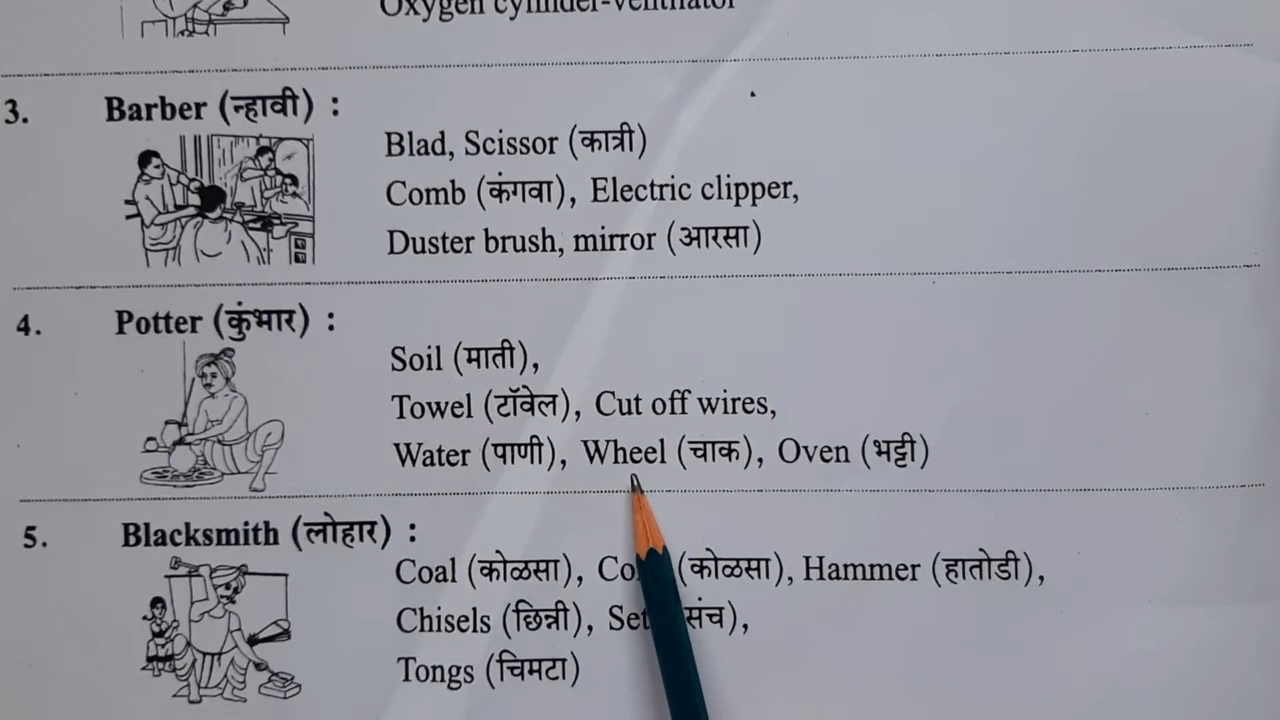 Oxygen cylinder-ventilator
3. Barber (न्हावी) :
Blad, Scissor (कात्री)
Comb (कंगवा), Electric clipper,
Duster brush, mirror (आरसा)
4. Potter (कुंभार) :
Soil (माती),
Towel (टॉवेल), Cut off wires,
Water (पाणी), Wheel (चाक), Oven (भट्टी)
5. Blacksmith (लोहार) :
Coal (कोळसा), (कोळसा), Hammer (हातोडी),
Chisels (छिन्नी), संच),
Tongs (चिमटा)